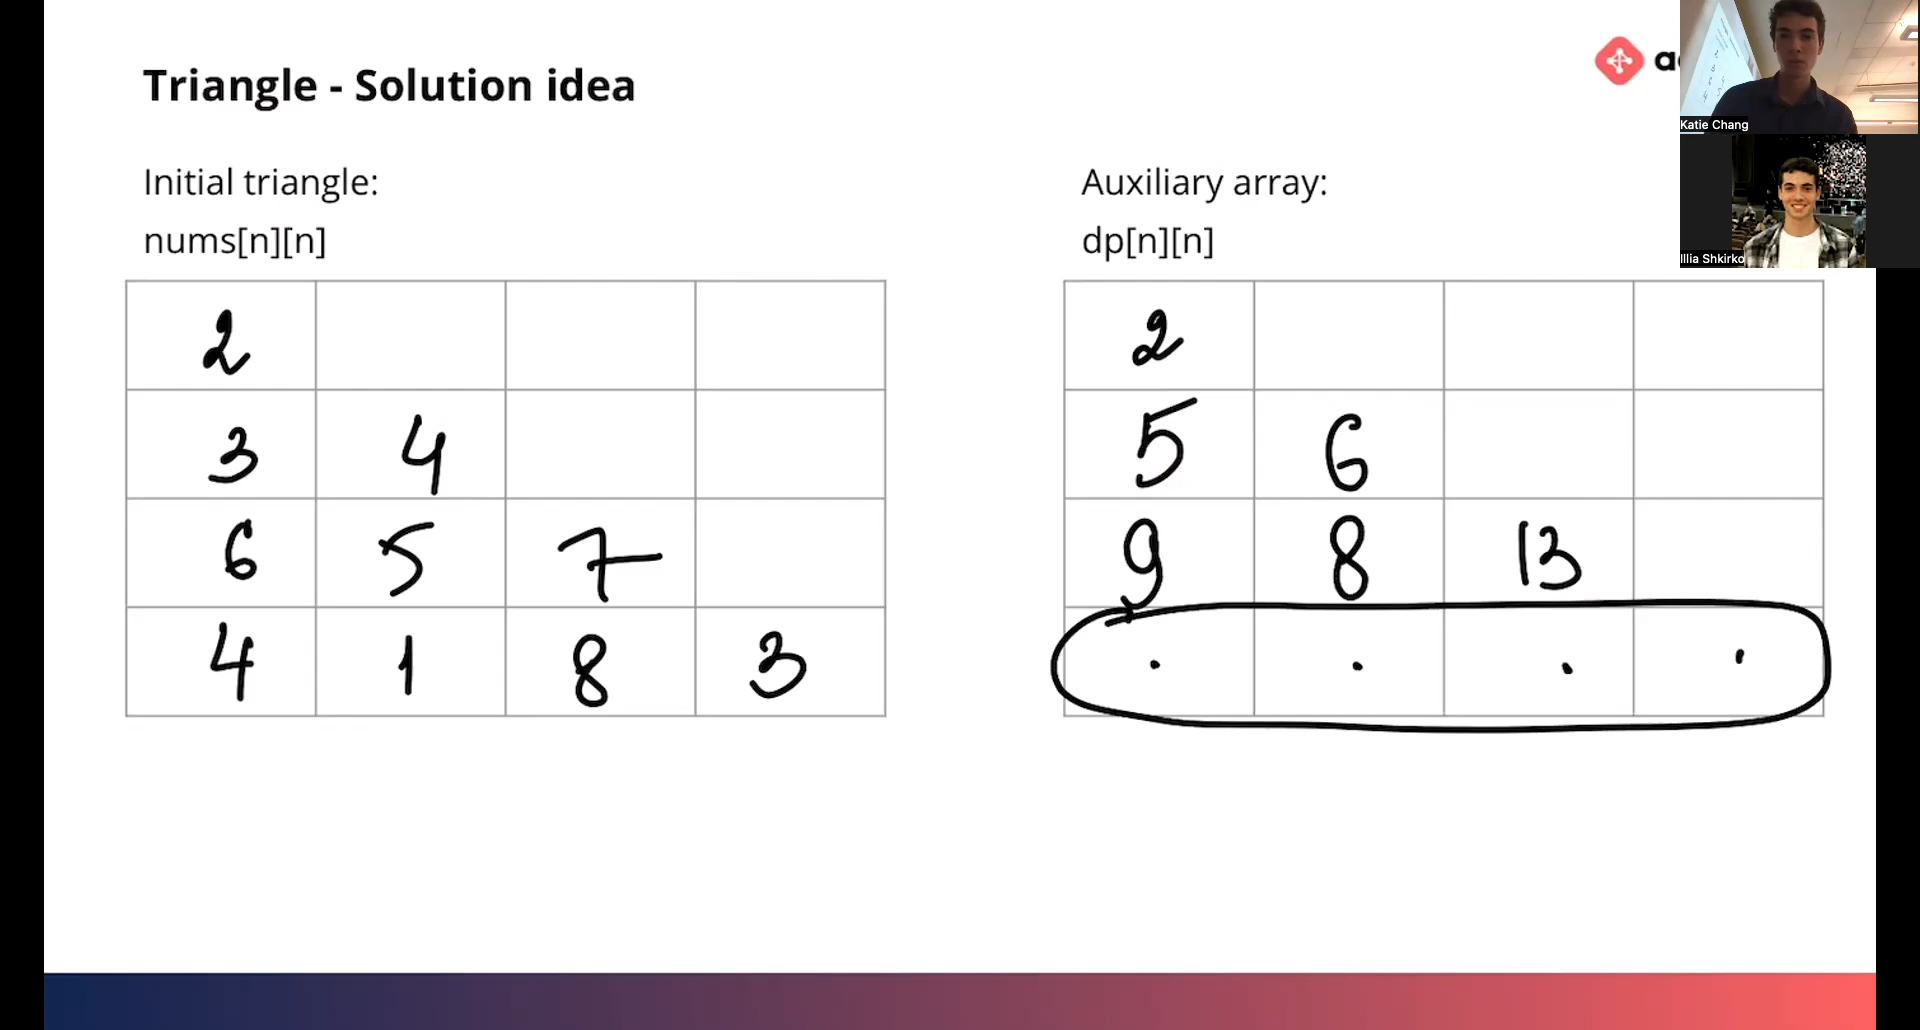 Triangle - Solution idea
a
Katie Chang
Illia Shkirko
Initial triangle:
nums[n][n]
2
3 4
6 5 7
4 1 8 3
Auxiliary array:
dp[n][n]
2
5 6
9 8 13
. . . .